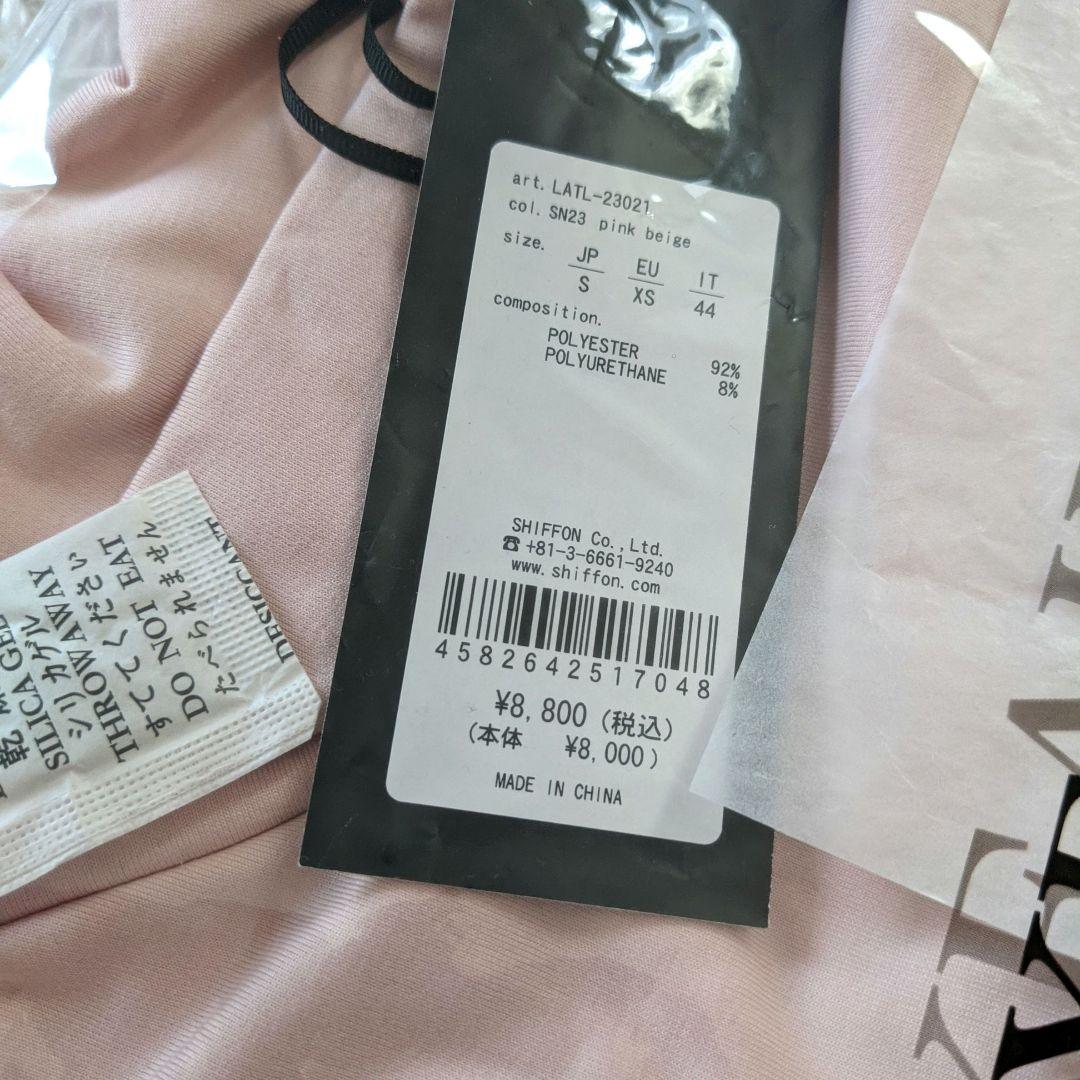 art. LATL-23021
col. SN23 pink beige
size.
JP EU IT
S XS 44
composition.
POLYESTER 92%
POLYURETHANE 8%
SHIFFON Co.,Ltd.
☎ +81-3-6661-9240
www.shiffon.com
4582642517048
¥8,800 (税込)
(本体 ¥8,000)
MADE IN CHINA
SILICA GEL
シリカゲル
THROW AWAY
すててください
DO NOT EAT
たべられません
DESICCANT